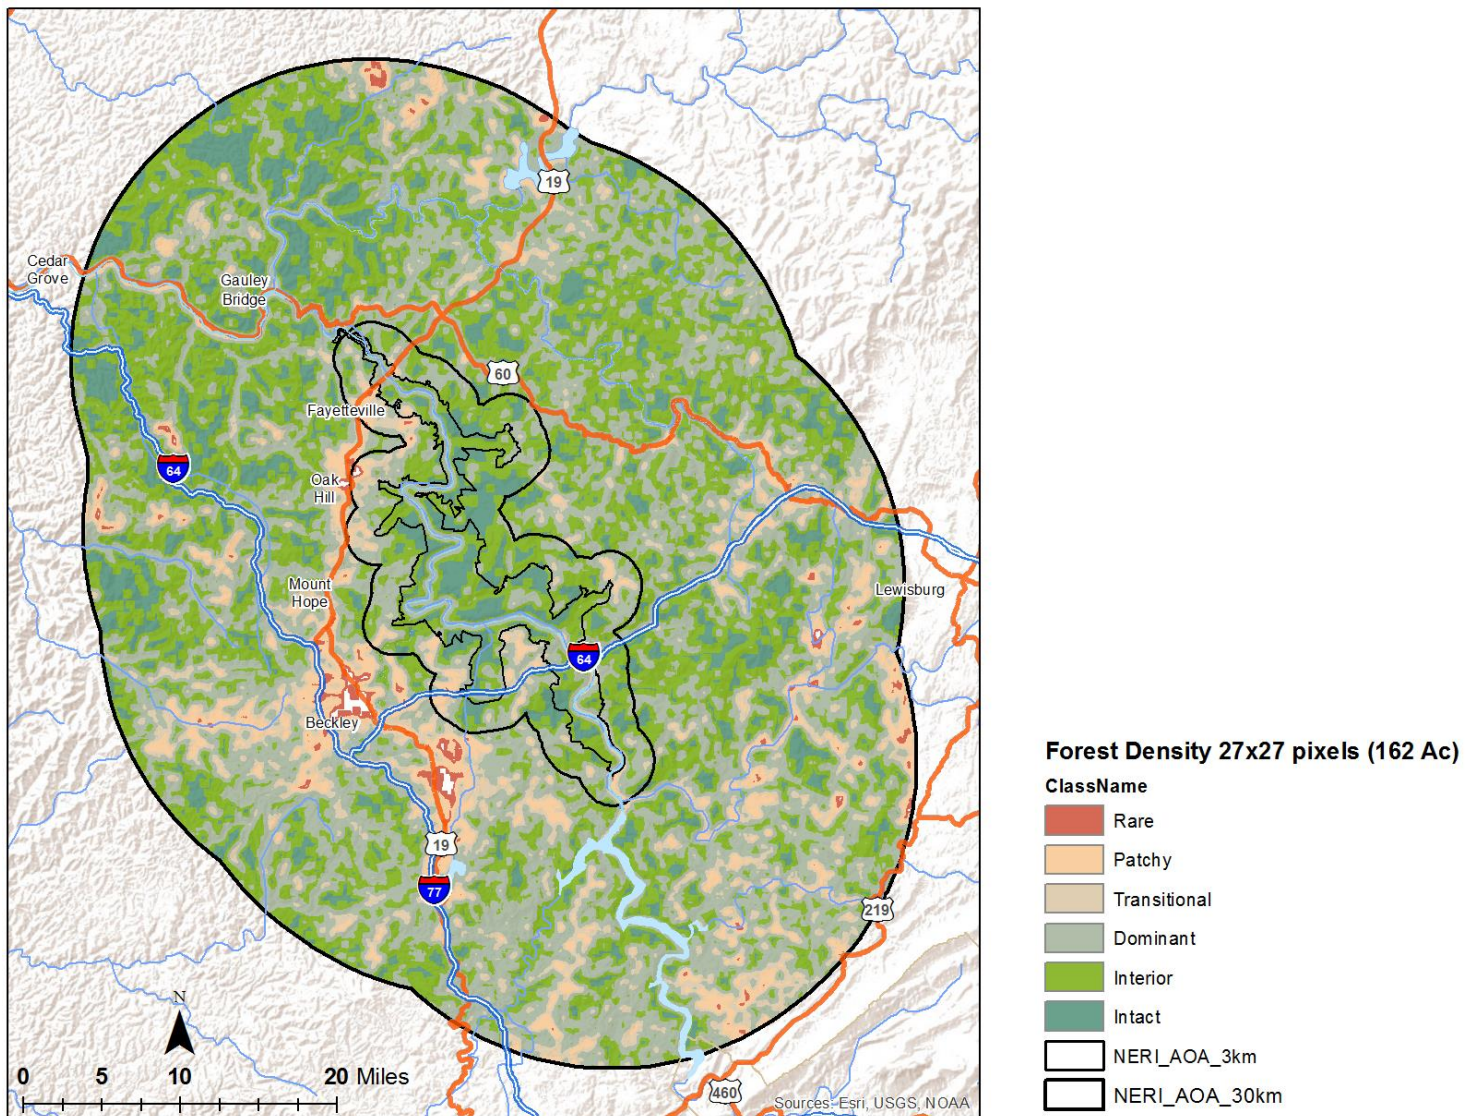 19
Cedar
Grove
Gauley
Bridge
60
Fayetteville
64
Oak
Hill
Mount
Hope
Lewisburg
64
Beckley
19
77
219
N
0 5 10 20 Miles
460
Sources: Esri, USGS, NOAA
Forest Density 27x27 pixels (162 Ac)
ClassName
Rare
Patchy
Transitional
Dominant
Interior
Intact
NERI_AOA_3km
NERI_AOA_30km